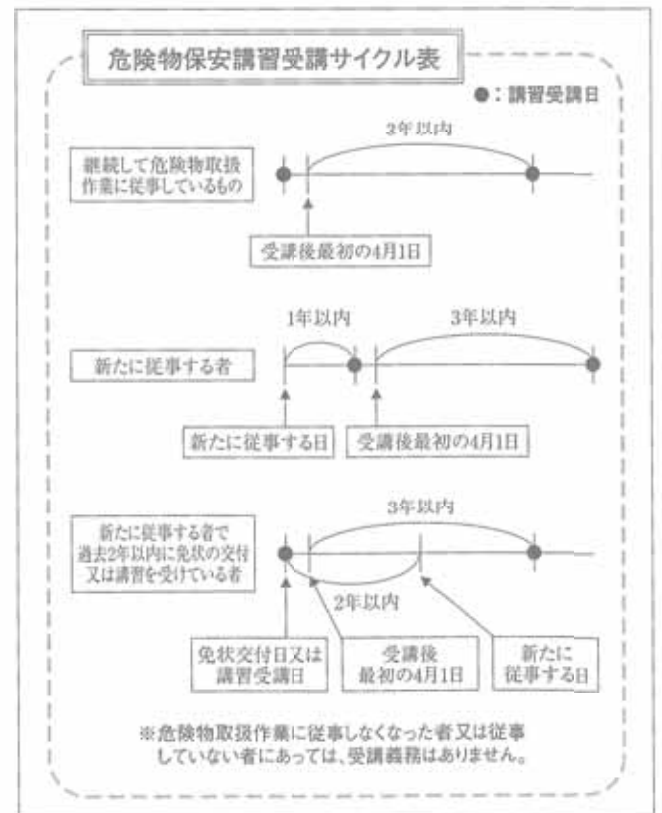 危険物保安講習受講サイクル表
●：講習受講日
3年以内
継続して危険物取扱
作業に従事しているもの
受講後最初の4月1日
1年以内
3年以内
新たに従事する者
新たに従事する日
受講後最初の4月1日
3年以内
新たに従事する者で
過去2年以内に免状の交付
又は講習を受けている者
2年以内
免状交付日又は
講習受講日
受講後
最初の4月1日
新たに
従事する日
※危険物取扱作業に従事しなくなった者又は従事
していない者にあっては、受講義務はありません。